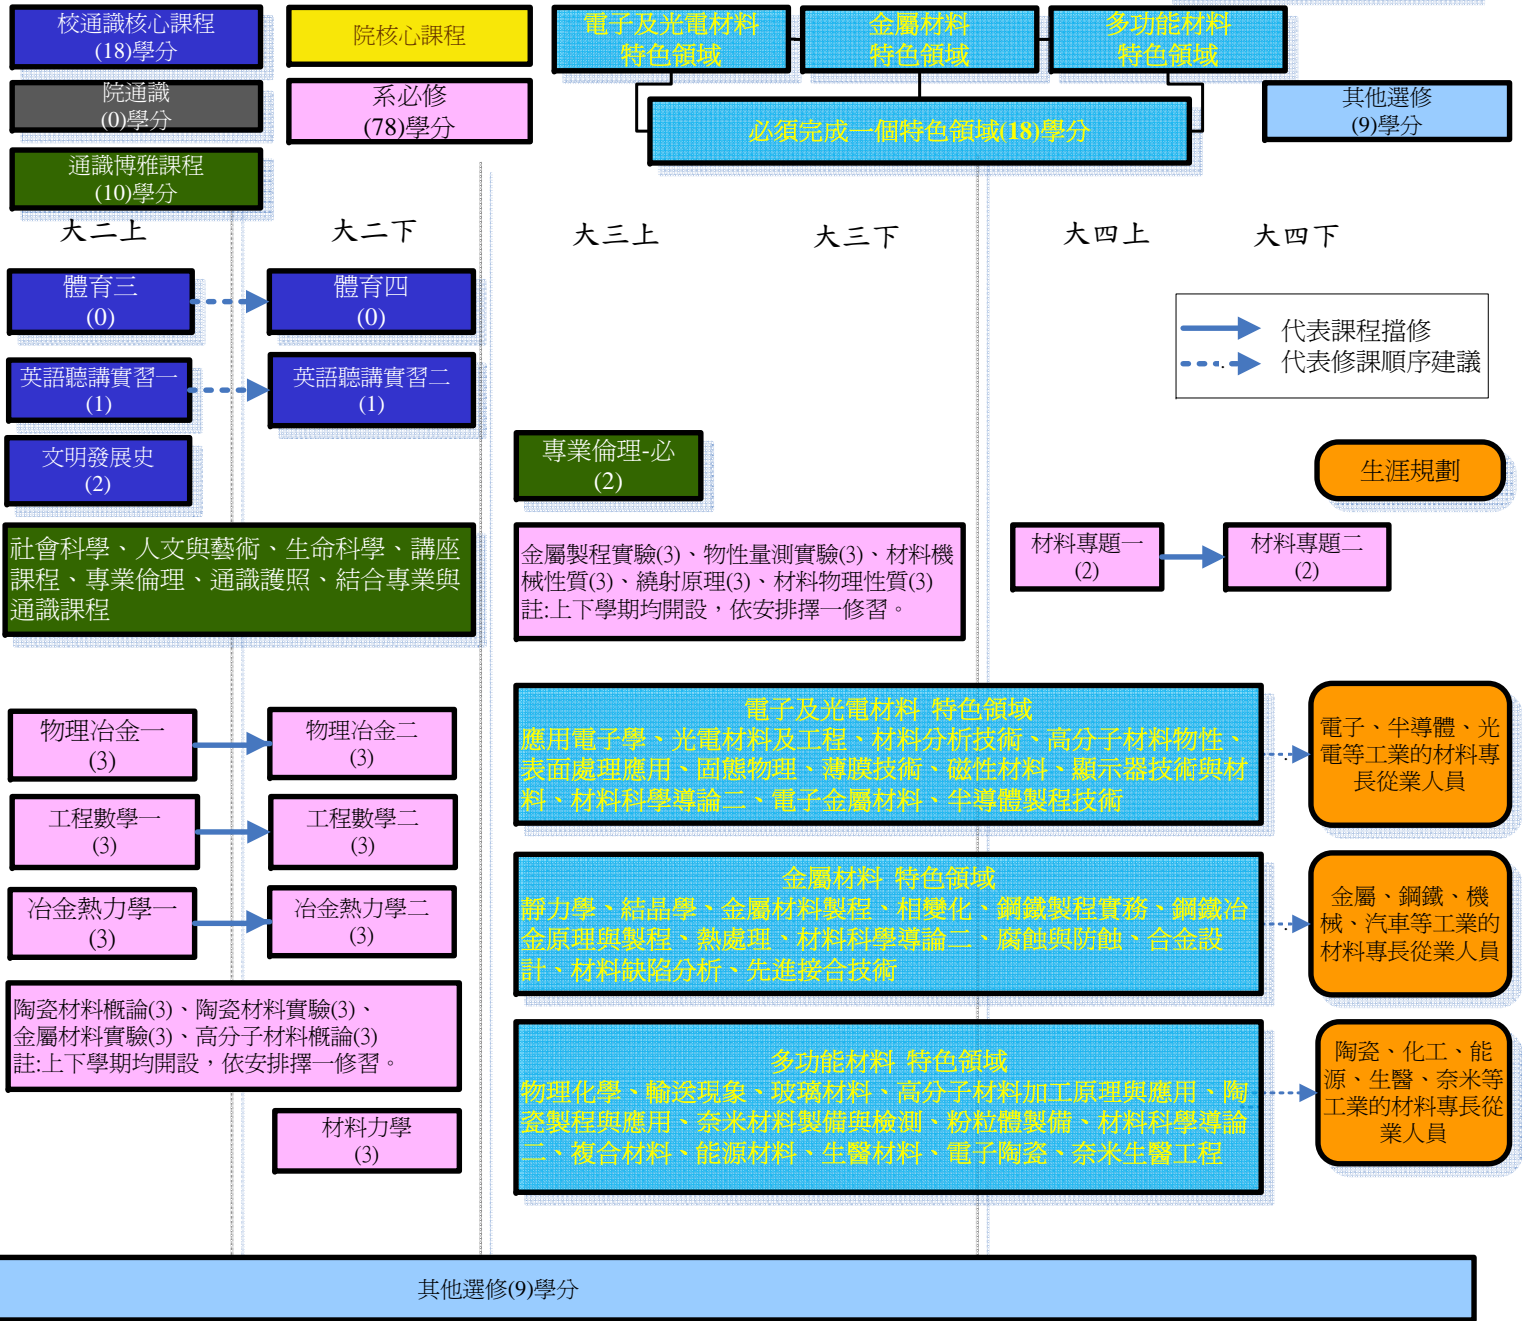 校通識核心課程
(18)學分
院核心課程
電子及光電材料
特色領域
金屬材料
特色領域
多功能材料
特色領域
院通識
(0)學分
系必修
(78)學分
必須完成一個特色領域(18)學分
其他選修
(9)學分
通識博雅課程
(10)學分
大二上
大二下
大三上
大三下
大四上
大四下
體育三
(0)
體育四
(0)
代表課程擋修
代表修課順序建議
英語聽講實習一
(1)
英語聽講實習二
(1)
文明發展史
(2)
專業倫理-必
(2)
生涯規劃
社會科學、人文與藝術、生命科學、講座
課程、專業倫理、通識護照、結合專業與
通識課程
金屬製程實驗(3)、物性量測實驗(3)、材料機
械性質(3)、繞射原理(3)、材料物理性質(3)
註:上下學期均開設，依安排擇一修習。
材料專題一
(2)
材料專題二
(2)
物理冶金一
(3)
物理冶金二
(3)
電子及光電材料 特色領域
應用電子學、光電材料及工程、材料分析技術、高分子材料物性、
表面處理應用、固態物理、薄膜技術、磁性材料、顯示器技術與材
料、材料科學導論二、電子金屬材料、半導體製程技術
電子、半導體、光
電等工業的材料專
長從業人員
工程數學一
(3)
工程數學二
(3)
冶金熱力學一
(3)
冶金熱力學二
(3)
金屬材料 特色領域
靜力學、結晶學、金屬材料製程、相變化、鋼鐵製程實務、鋼鐵冶
金原理與製程、熱處理、材料科學導論二、腐蝕與防蝕、合金設
計、材料缺陷分析、先進接合技術
金屬、鋼鐵、機
械、汽車等工業的
材料專長從業人員
陶瓷材料概論(3)、陶瓷材料實驗(3)、
金屬材料實驗(3)、高分子材料概論(3)
註:上下學期均開設，依安排擇一修習。
多功能材料 特色領域
物理化學、輸送現象、玻璃材料、高分子材料加工原理與應用、陶
瓷製程與應用、奈米材料製備與檢測、粉粒體製備、材料科學導論
二、複合材料、能源材料、生醫材料、電子陶瓷、奈米生醫工程
陶瓷、化工、能
源、生醫、奈米等
工業的材料專長從
業人員
材料力學
(3)
其他選修(9)學分